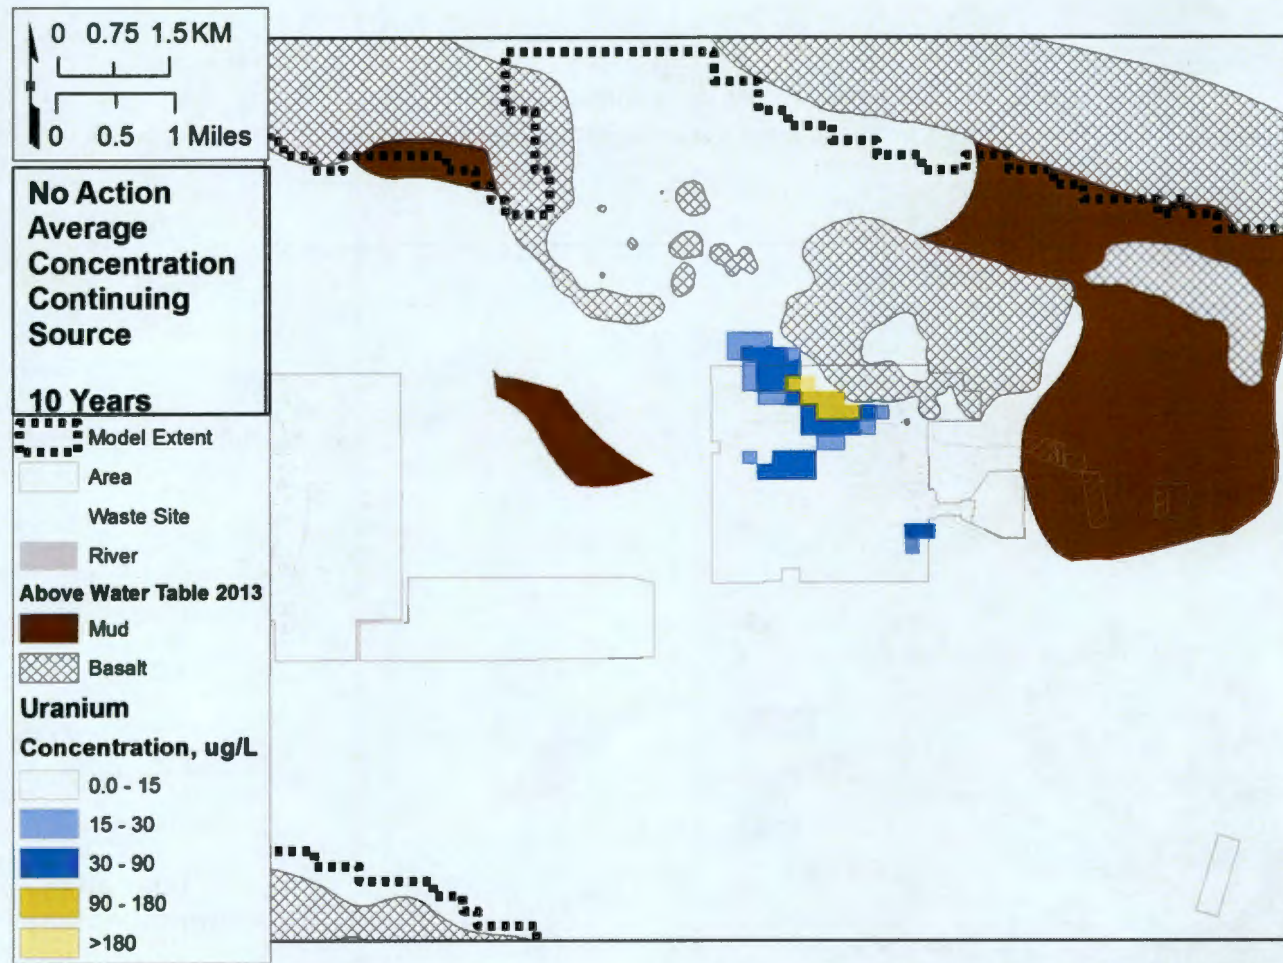 0 0.75 1.5 KM
0 0.5 1 Miles
No Action
Average
Concentration
Continuing
Source
10 Years
Model Extent
Area
Waste Site
River
Above Water Table 2013
Mud
Basalt
Uranium
Concentration, ug/L
0.0 - 15
15 - 30
30 - 90
90 - 180
>180